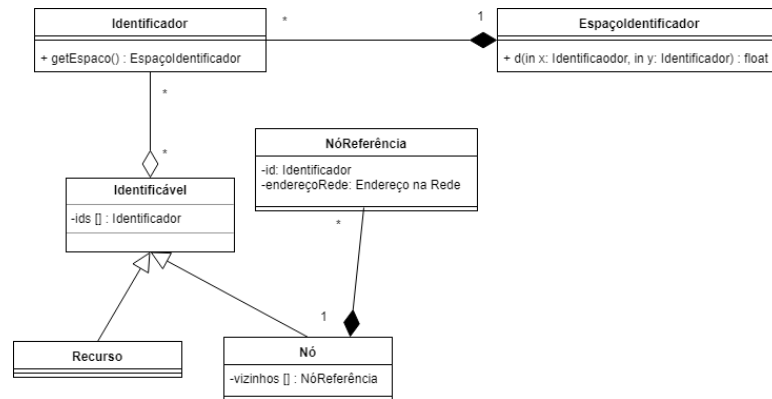 Identificador
+ getEspaco() : EspaçoIdentificador
*
1
EspaçoIdentificador
+ d(in x: Identificaodor, in y: Identificador) : float
*
*
Identificável
-ids [] : Identificador
NóReferência
-id: Identificador
-endereçoRede: Endereço na Rede
*
1
Recurso
Nó
-vizinhos [] : NóReferência